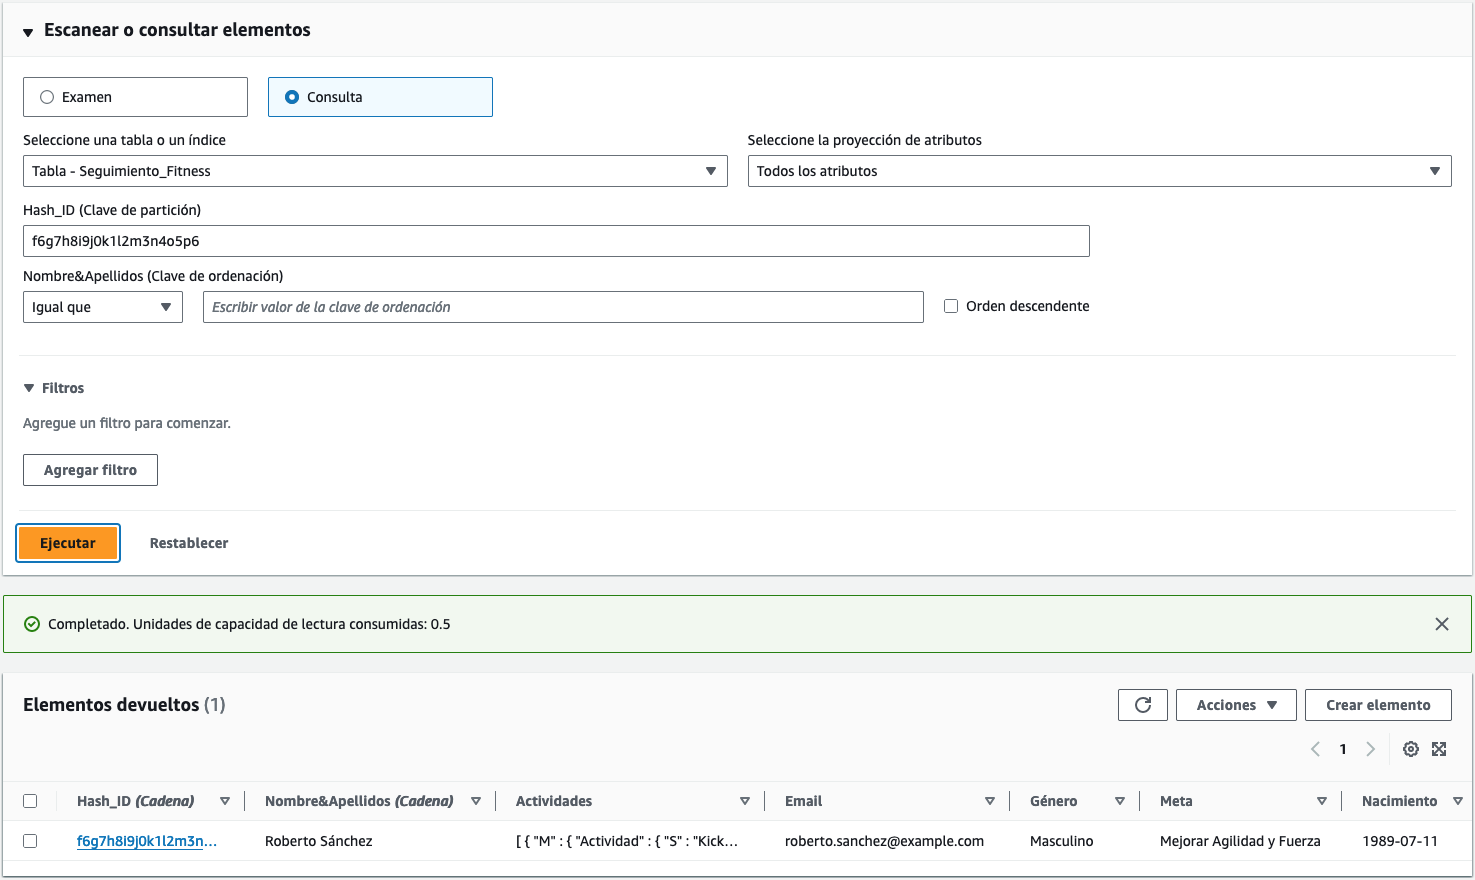 Escanear o consultar elementos
Examen
Consulta
Seleccione una tabla o un índice
Seleccione la proyección de atributos
Tabla - Seguimiento_Fitness
Todos los atributos
Hash_ID (Clave de partición)
f6g7h8i9j0k1l2m3n4o5p6
Nombre&Apellidos (Clave de ordenación)
Igual que
Escribir valor de la clave de ordenación
Orden descendente
Filtros
Agregue un filtro para comenzar.
Agregar filtro
Ejecutar
Restablecer
Completado. Unidades de capacidad de lectura consumidas: 0.5
Elementos devueltos (1)
Acciones
Crear elemento
1
Hash_ID (Cadena) Nombre&Apellidos (Cadena) Actividades Email Género Meta Nacimiento
f6g7h8i9j0k1l2m3n... Roberto Sánchez [ { "M" : { "Actividad" : { "S" : "Kick... roberto.sanchez@example.com Masculino Mejorar Agilidad y Fuerza 1989-07-11